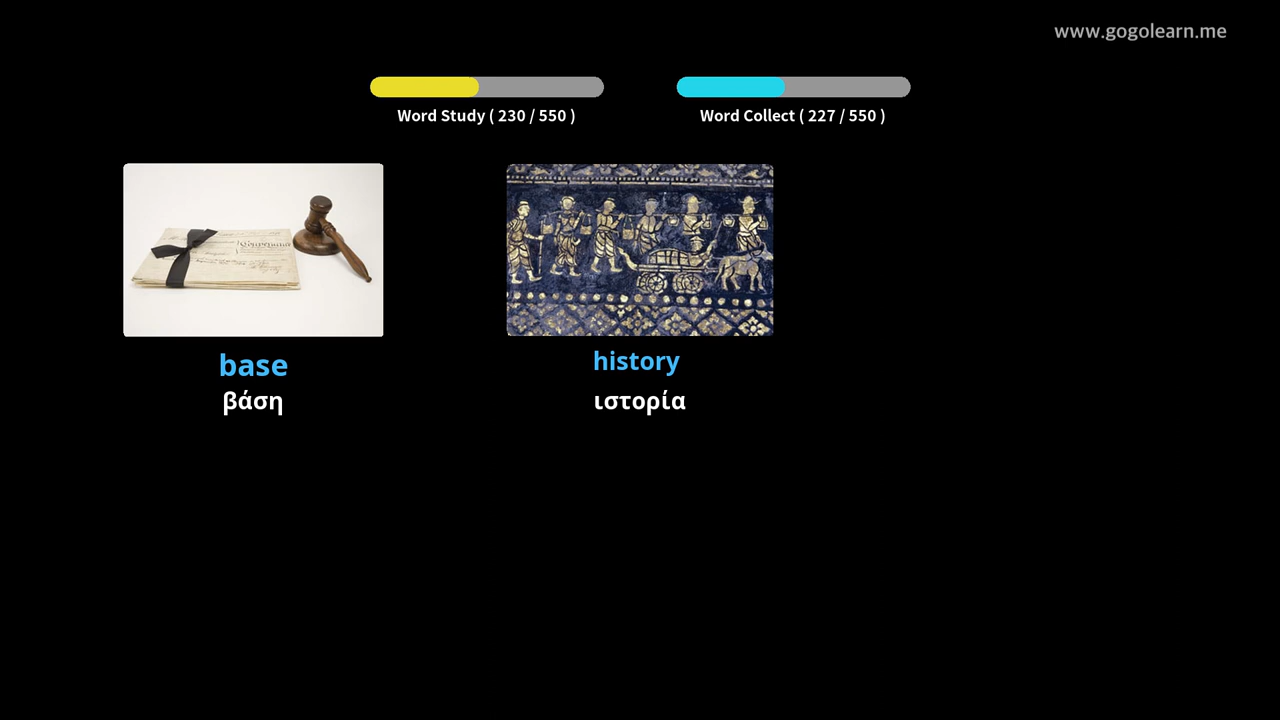 www.gogolearn.me
Word Study ( 230 / 550 )
Word Collect ( 227 / 550 )
base
βάση
history
ιστορία